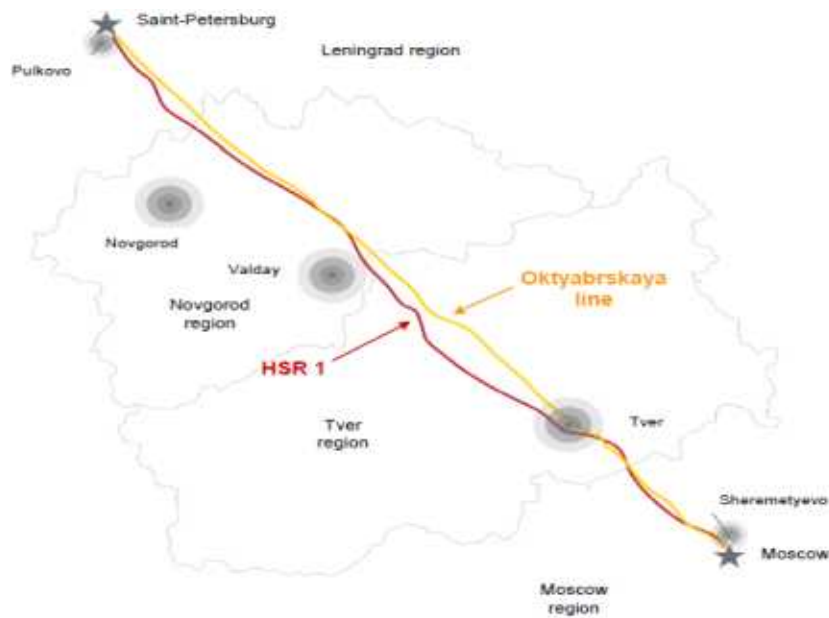 Saint-Petersburg
Leningrad region
Pulkovo
Novgorod
Valday
Oktyabrskaya
line
Novgorod
region
HSR 1
Tver
region
Tver
Sheremetyevo
Moscow
Moscow
region